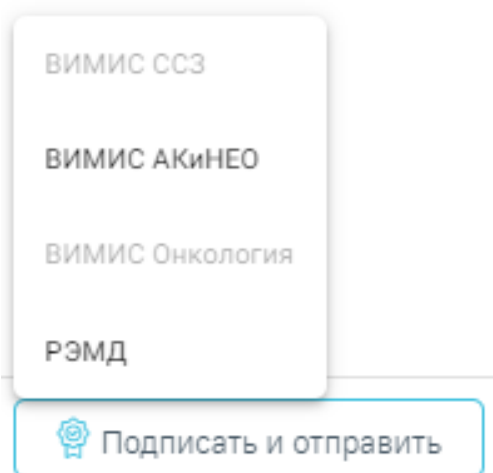 ВИМИС ССЗ
ВИМИС АКиНЕО
ВИМИС Онкология
РЭМД
Подписать и отправить